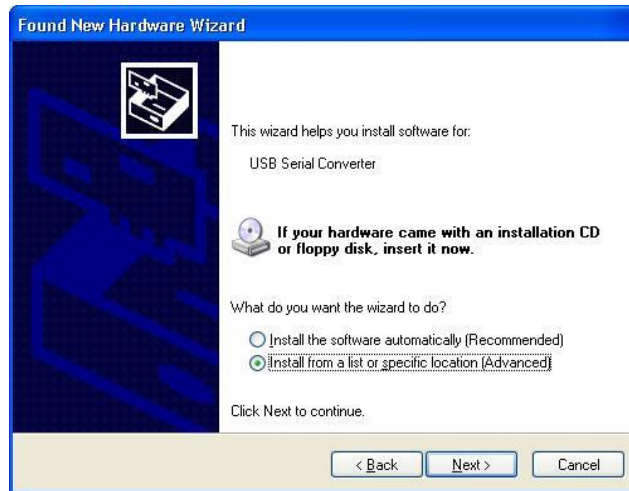 Found New Hardware Wizard
This wizard helps you install software for:
USB Serial Converter
If your hardware came with an installation CD
or floppy disk, insert it now.
What do you want the wizard to do?
Install the software automatically (Recommended)
Install from a list or specific location (Advanced)
Click Next to continue.
< Back Next > Cancel